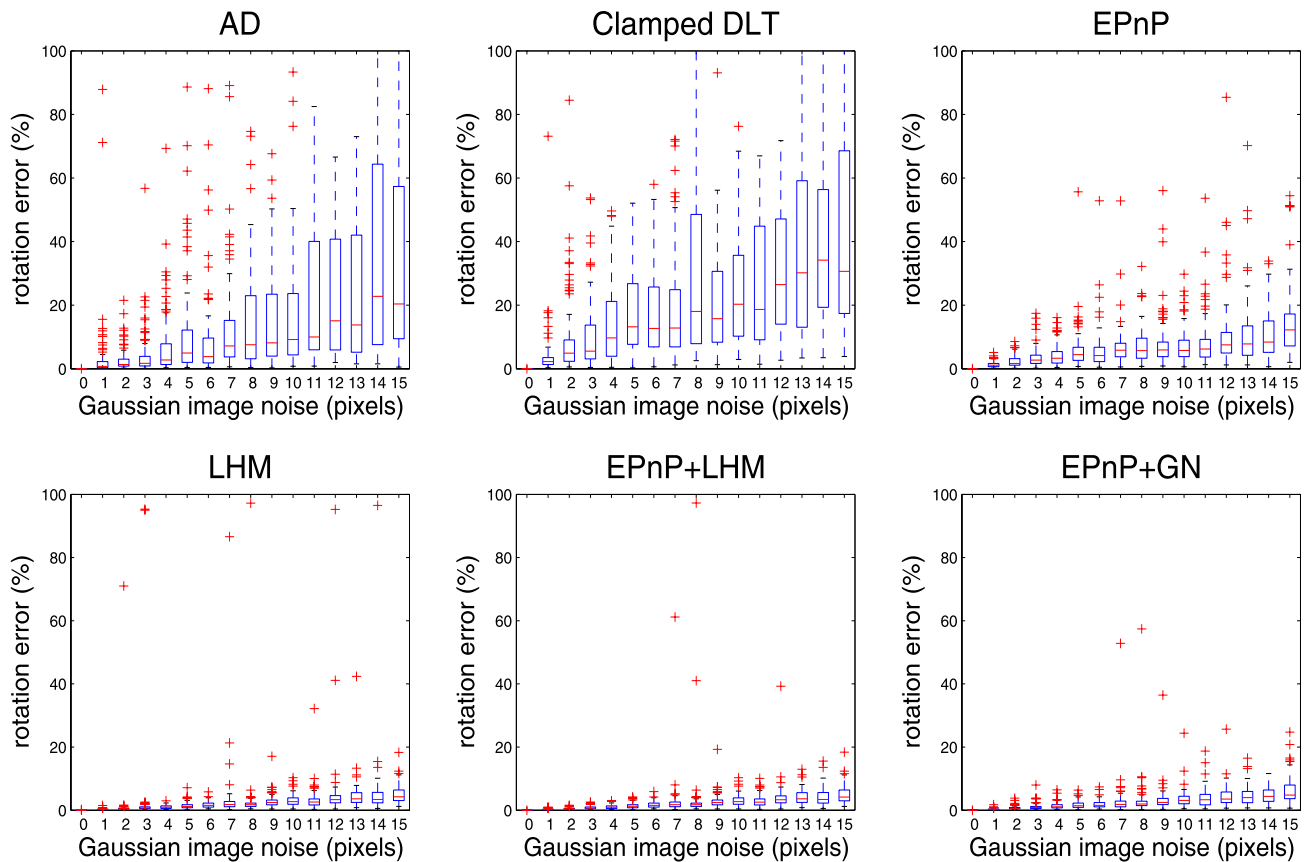 AD
Clamped DLT
EPnP
100
80
60
40
20
0
rotation error (%)
0 1 2 3 4 5 6 7 8 9 10 11 12 13 14 15
Gaussian image noise (pixels)
100
80
60
40
20
0
rotation error (%)
0 1 2 3 4 5 6 7 8 9 10 11 12 13 14 15
Gaussian image noise (pixels)
100
80
60
40
20
0
rotation error (%)
0 1 2 3 4 5 6 7 8 9 10 11 12 13 14 15
Gaussian image noise (pixels)
LHM
EPnP+LHM
EPnP+GN
100
80
60
40
20
0
rotation error (%)
0 1 2 3 4 5 6 7 8 9 10 11 12 13 14 15
Gaussian image noise (pixels)
100
80
60
40
20
0
rotation error (%)
0 1 2 3 4 5 6 7 8 9 10 11 12 13 14 15
Gaussian image noise (pixels)
100
80
60
40
20
0
rotation error (%)
0 1 2 3 4 5 6 7 8 9 10 11 12 13 14 15
Gaussian image noise (pixels)